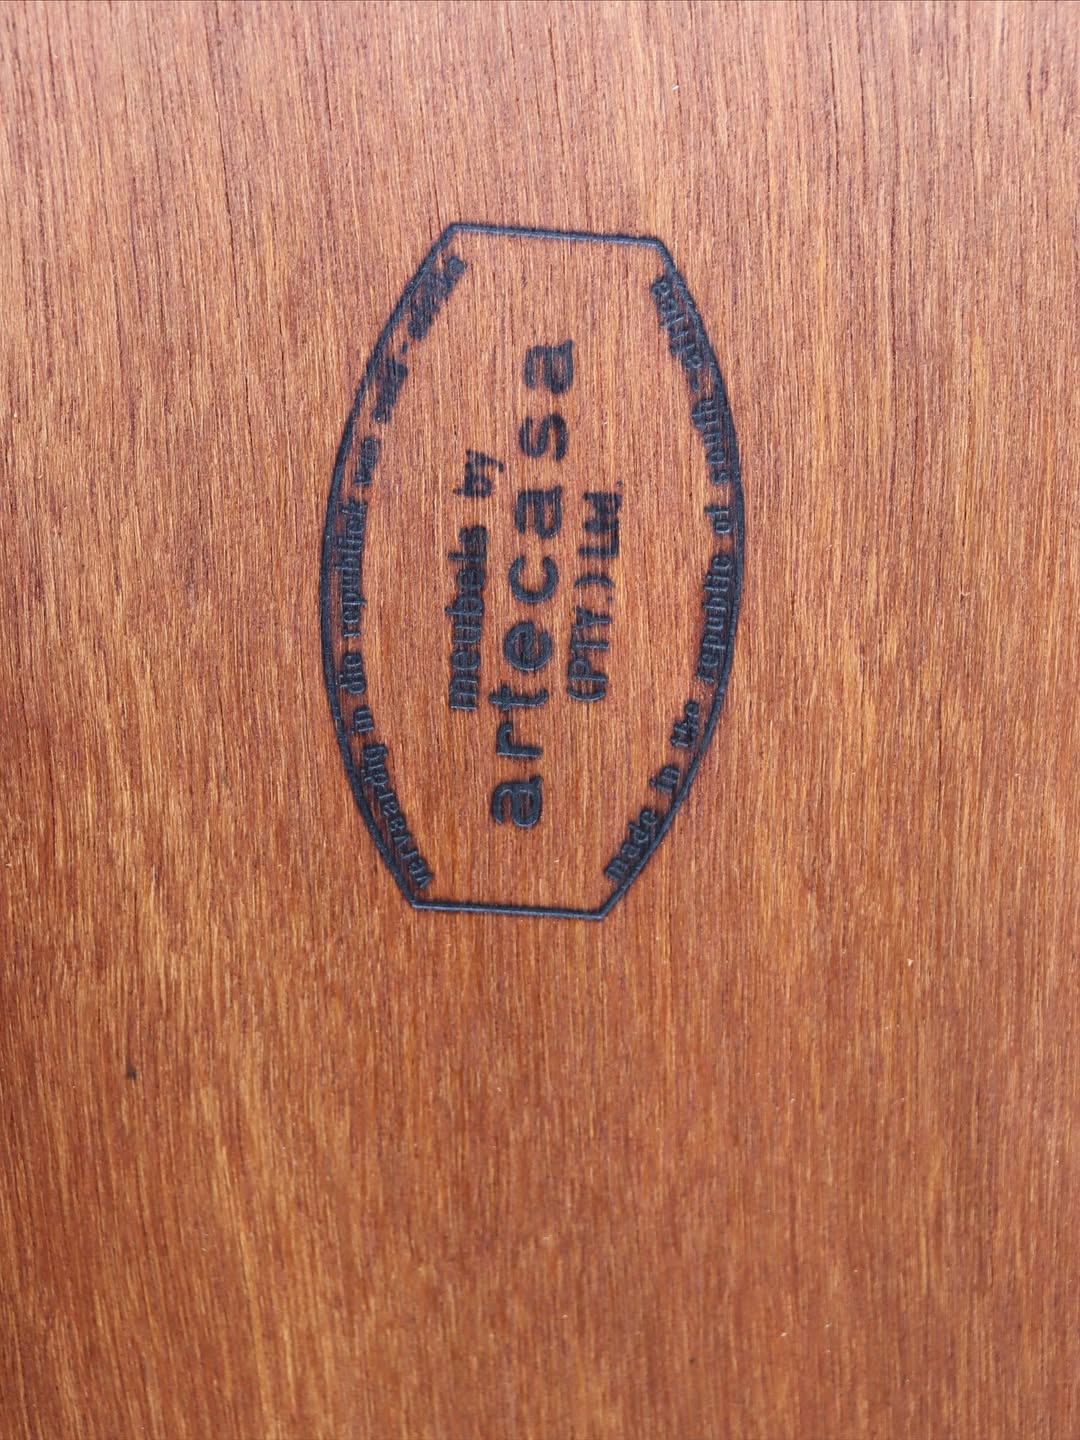 vervaardig in die republiek van suid-afrika
meubels by
artecasa
(PTY.) Ltd.
made in the republic of south africa